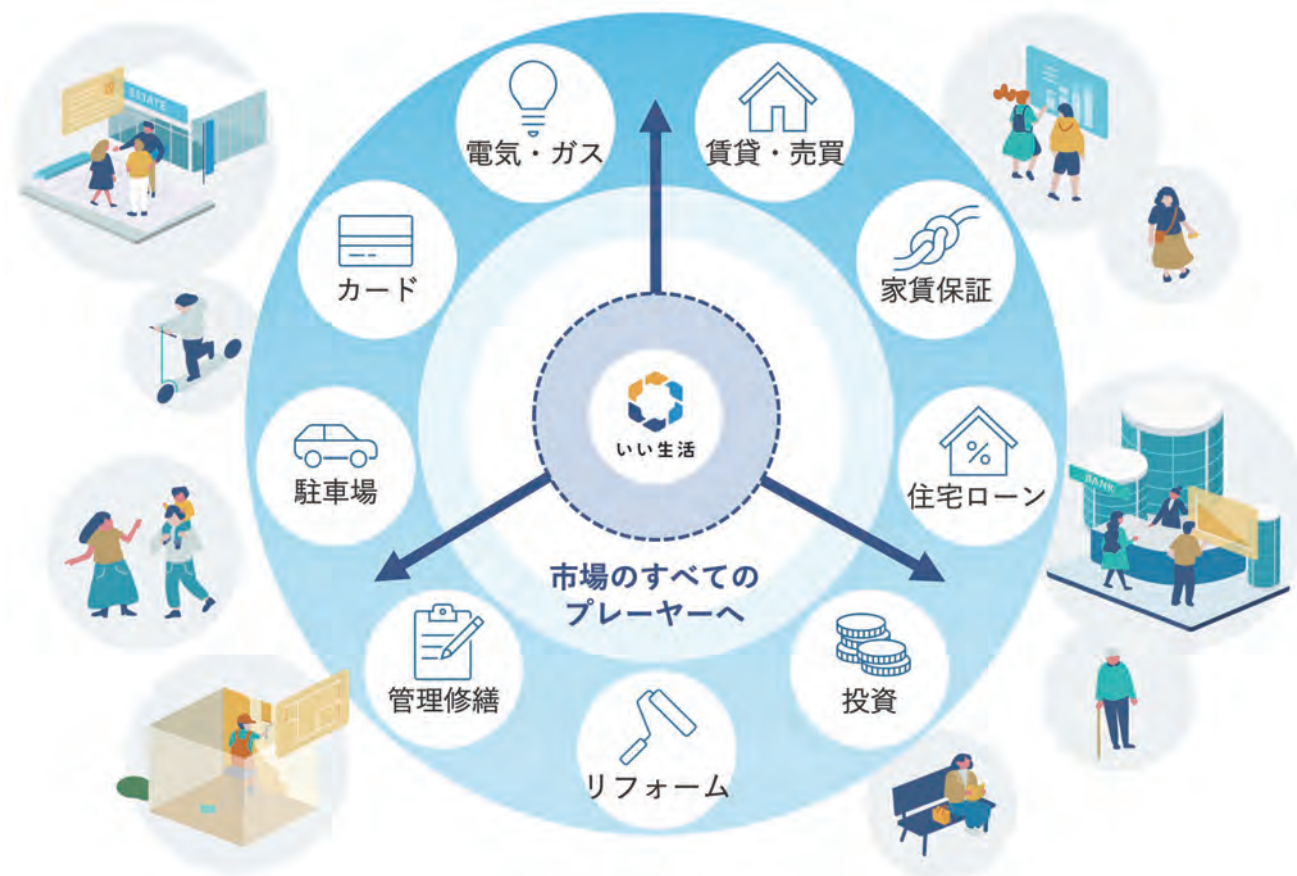 電気・ガス
賃貸・売買
カード
家賃保証
駐車場
住宅ローン
いい生活
市場のすべての
プレーヤーへ
管理修繕
投資
リフォーム
BANK
%